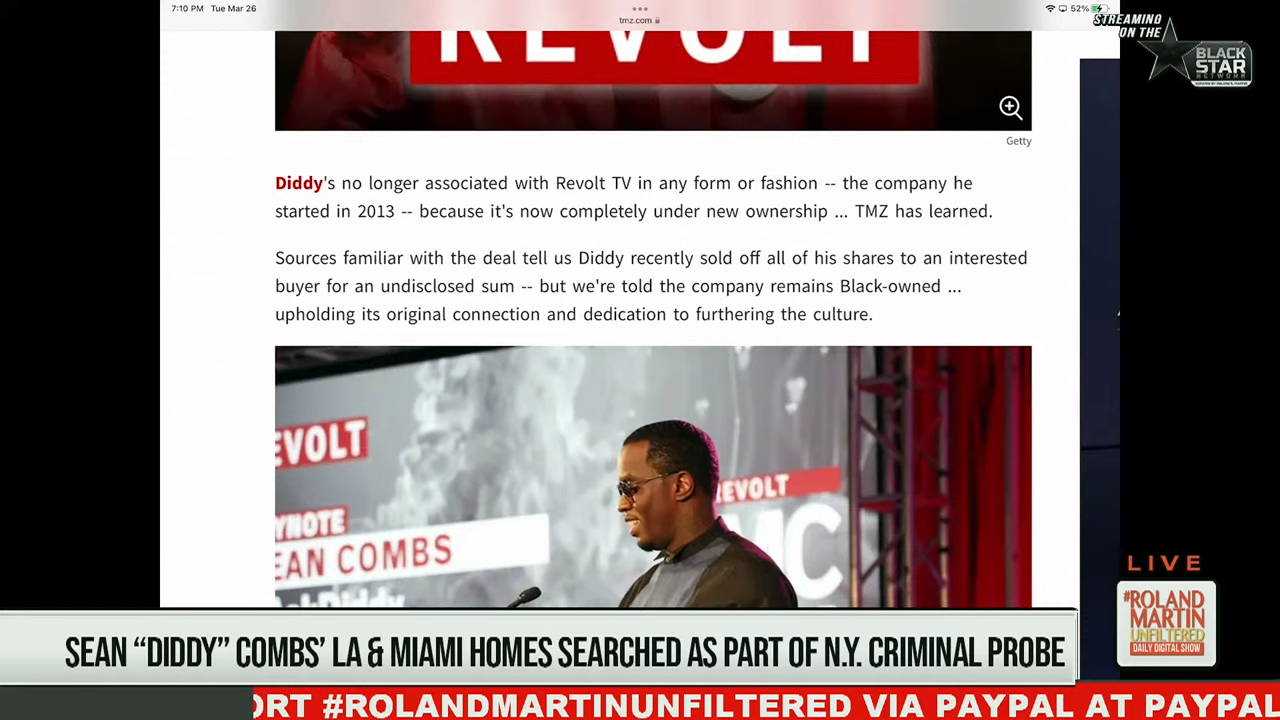 7:10 PM Tue Mar 26
tmz.com
52%
STREAMING
ON THE
BLACK
STAR
NETWORK
REVOLT
Getty
Diddy's no longer associated with Revolt TV in any form or fashion -- the company he
started in 2013 -- because it's now completely under new ownership ... TMZ has learned.
Sources familiar with the deal tell us Diddy recently sold off all of his shares to an interested
buyer for an undisclosed sum -- but we're told the company remains Black-owned ...
upholding its original connection and dedication to furthering the culture.
EVOLT
YNOTE
EAN COMBS
REVOLT
MC
LIVE
#ROLAND
MARTIN
UNFILTERED
DAILY DIGITAL SHOW
SEAN “DIDDY” COMBS’ LA & MIAMI HOMES SEARCHED AS PART OF N.Y. CRIMINAL PROBE
ORT #ROLANDMARTINUNFILTERED VIA PAYPAL AT PAYPAL